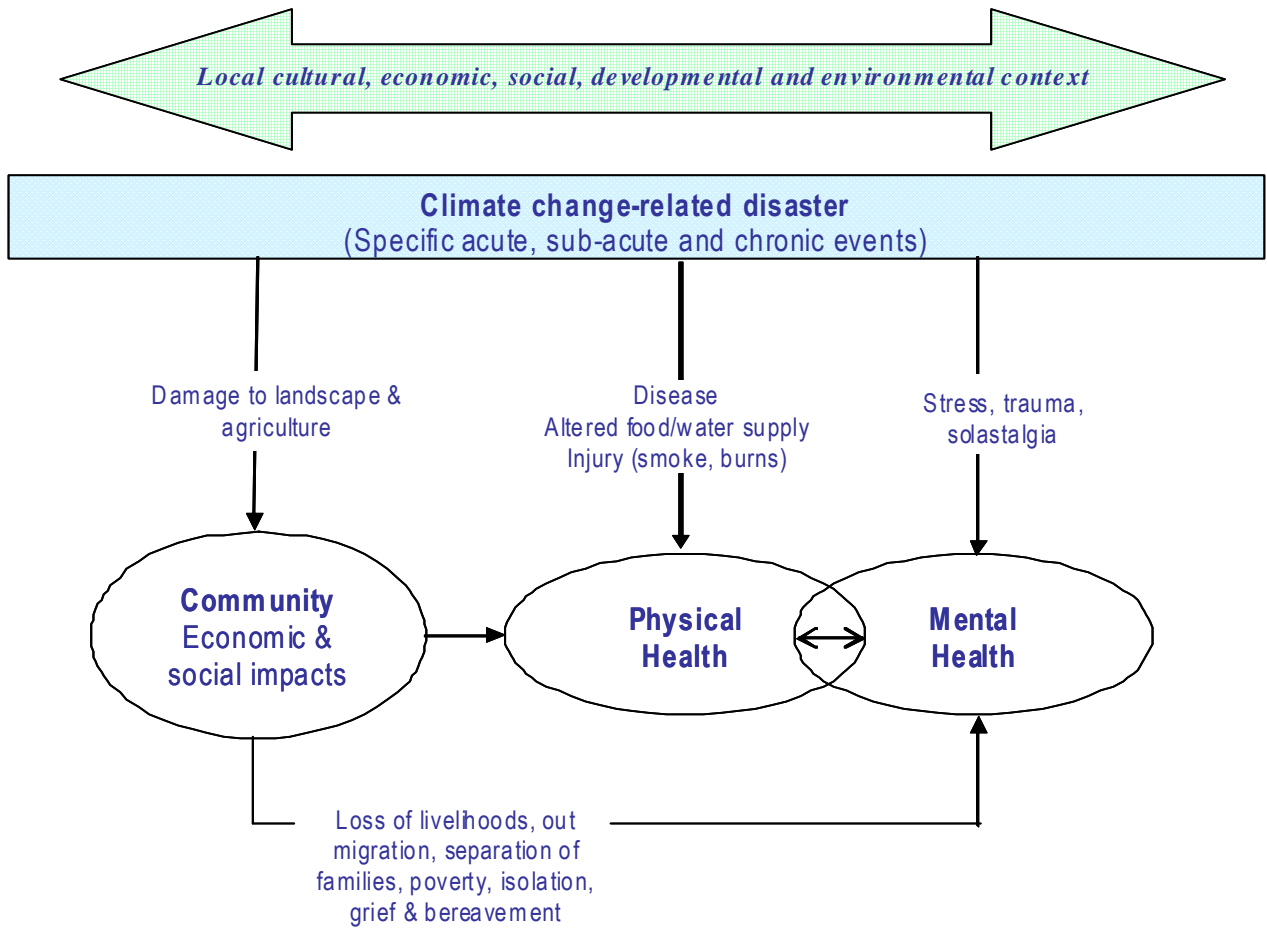 Local cultural, economic, social, developmental and environmental context
Climate change-related disaster
(Specific acute, sub-acute and chronic events)
Damage to landscape &
agriculture
Disease
Altered food/water supply
Injury (smoke, burns)
Stress, trauma,
solastalgia
Community
Economic &
social impacts
Physical
Health
Mental
Health
Loss of livelihoods, out
migration, separation of
families, poverty, isolation,
grief & bereavement